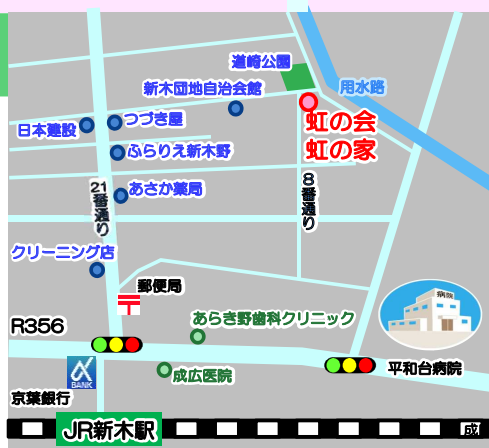 道崎公園
新木団地自治会館
用水路
つづき屋
日本建設
虹の会
虹の家
ふらりえ新木野
8番通り
21番通り
あさか薬局
クリーニング店
郵便局
病院
あらき野歯科クリニック
R356
平和台病院
成広医院
BANK
京葉銀行
JR新木駅
成